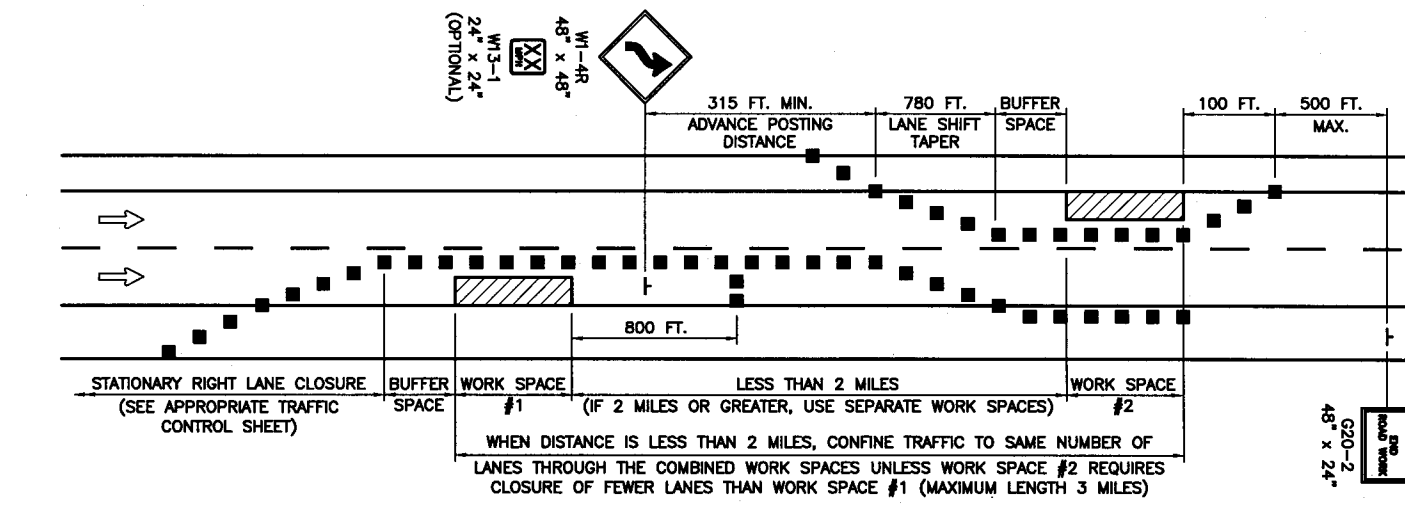 W1-4R
48" x 48"
XX
MPH
W13-1
24" x 24"
(OPTIONAL)
315 FT. MIN.
ADVANCE POSTING
DISTANCE
780 FT.
LANE SHIFT
TAPER
BUFFER
SPACE
100 FT.
500 FT.
MAX.
800 FT.
STATIONARY RIGHT LANE CLOSURE
(SEE APPROPRIATE TRAFFIC
CONTROL SHEET)
BUFFER
SPACE
WORK SPACE
#1
LESS THAN 2 MILES
(IF 2 MILES OR GREATER, USE SEPARATE WORK SPACES)
WORK SPACE
#2
WHEN DISTANCE IS LESS THAN 2 MILES, CONFINE TRAFFIC TO SAME NUMBER OF
LANES THROUGH THE COMBINED WORK SPACES UNLESS WORK SPACE #2 REQUIRES
CLOSURE OF FEWER LANES THAN WORK SPACE #1 (MAXIMUM LENGTH 3 MILES)
END
ROAD WORK
G20-2
48" x 24"